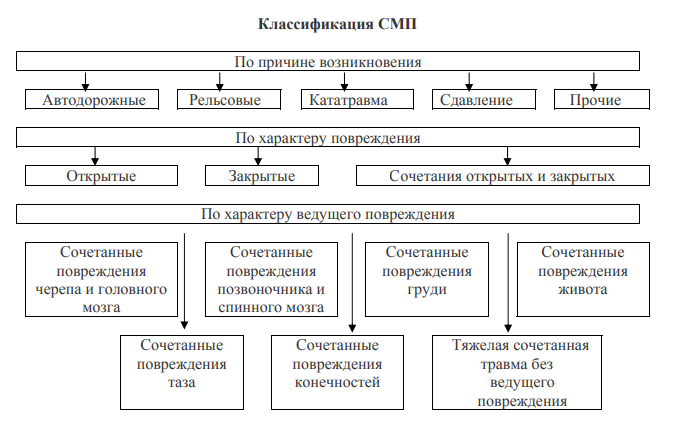 Классификация СМП
По причине возникновения
Автодорожные Рельсовые Кататравма Сдавление Прочие
По характеру повреждения
Открытые Закрытые Сочетания открытых и закрытых
По характеру ведущего повреждения
Сочетанные
повреждения
черепа и головного
мозга
Сочетанные
повреждения
позвоночника и
спинного мозга
Сочетанные
повреждения
груди
Сочетанные
повреждения
живота
Сочетанные
повреждения
таза
Сочетанные
повреждения
конечностей
Тяжелая сочетанная
травма без
ведущего
повреждения